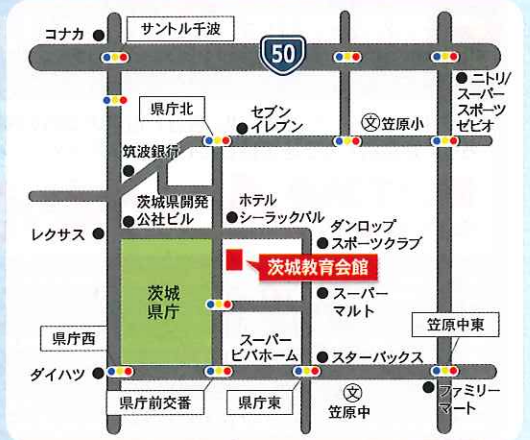 コナカ
サントル千波
50
ニトリ/
スーパー
スポーツ
ゼビオ
県庁北
セブン
イレブン
文
笠原小
筑波銀行
茨城県開発
公社ビル
ホテル
シーラックパル
レクサス
ダンロップ
スポーツクラブ
茨城教育会館
茨城
県庁
スーパー
マルト
県庁西
笠原中東
スーパー
ビバホーム
スターバックス
ダイハツ
県庁前交番
県庁東
文
笠原中
ファミリー
マート